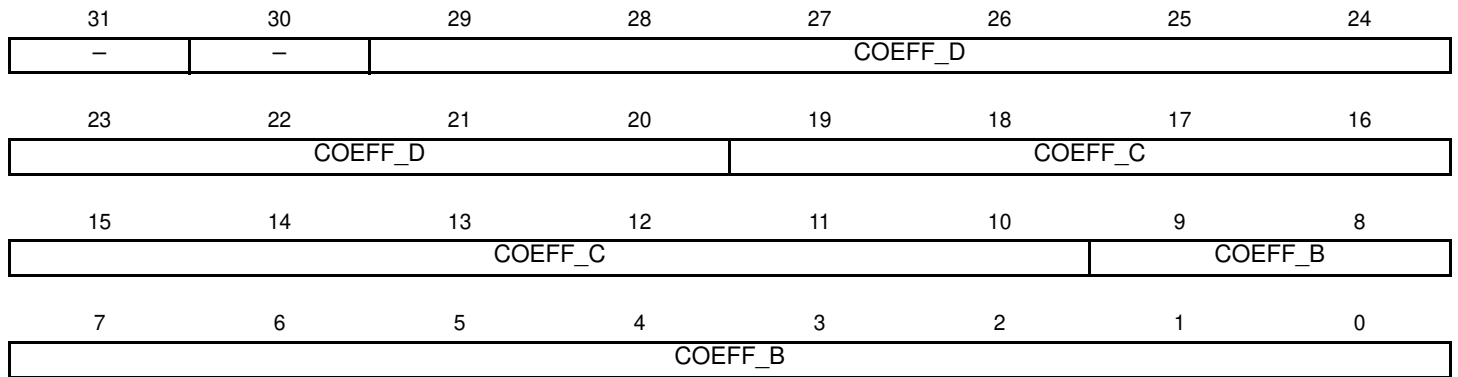 31 30 29 28 27 26 25 24
– – COEFF_D
23 22 21 20 19 18 17 16
COEFF_D COEFF_C
15 14 13 12 11 10 9 8
COEFF_C COEFF_B
7 6 5 4 3 2 1 0
COEFF_B